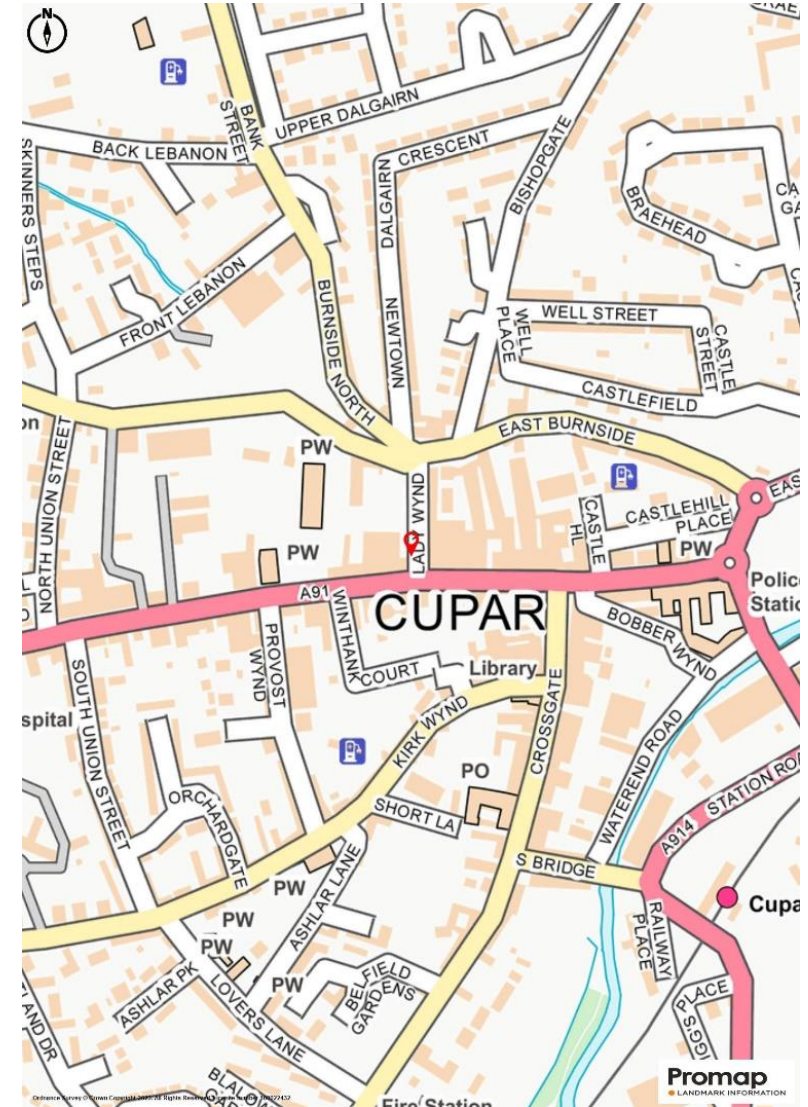 N
UPPER DALGAIRN
BANK
STREET
BACK LEBANON
CRESCENT
DALGAIRN
BISHOPGATE
SKINNERS STEPS
BRAEHEAD
FRONT LEBANON
BURNSIDE NORTH
NEWTOWN
WELL STREET
WELL
PLACE
CASTLE
STREET
CASTLEFIELD
EAST BURNSIDE
NORTH UNION STREET
PW
LADY WYND
CASTLE
HL
CASTLEHILL
PLACE
PW
PW
A91
CUPAR
WINTHANK
COURT
PROVOST
WYND
BOBBER WYND
Library
SOUTH UNION STREET
KIRK WYND
CROSSGATE
WATEREND ROAD
PO
ORCHARDGATE
SHORT LA
A914
S BRIDGE
ASHLAR LANE
PW
PW
PW
PW
RAILWAY
PLACE
BELFIELD
GARDENS
ASHLAR PK
LOVERS LANE
PLACE
Fire Station
Promap
LANDMARK INFORMATION